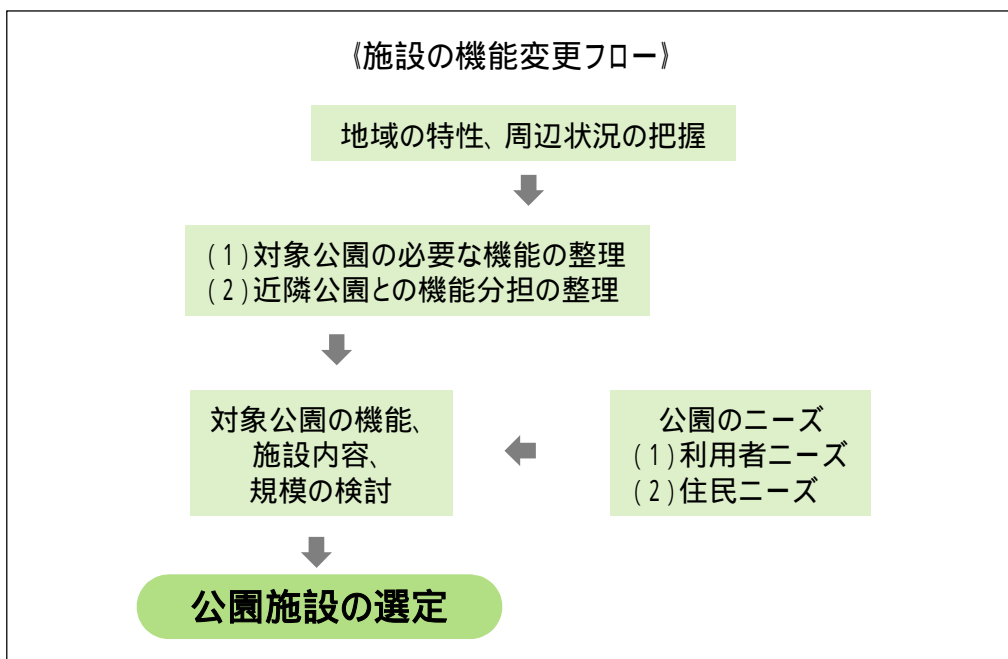 《施設の機能変更フロー》
地域の特性、周辺状況の把握
(1)対象公園の必要な機能の整理
(2)近隣公園との機能分担の整理
対象公園の機能、
施設内容、
規模の検討
公園のニーズ
(1)利用者ニーズ
(2)住民ニーズ
公園施設の選定